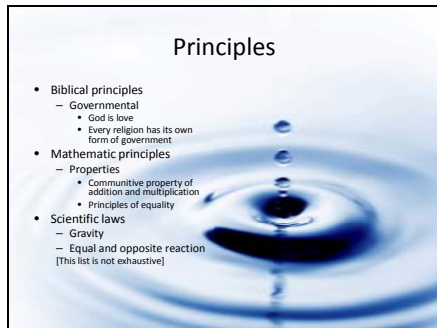 Principles
• Biblical principles
– Governmental
• God is love
• Every religion has its own
form of government
• Mathematic principles
– Properties
• Communitive property of
addition and multiplication
• Principles of equality
• Scientific laws
– Gravity
– Equal and opposite reaction
[This list is not exhaustive]